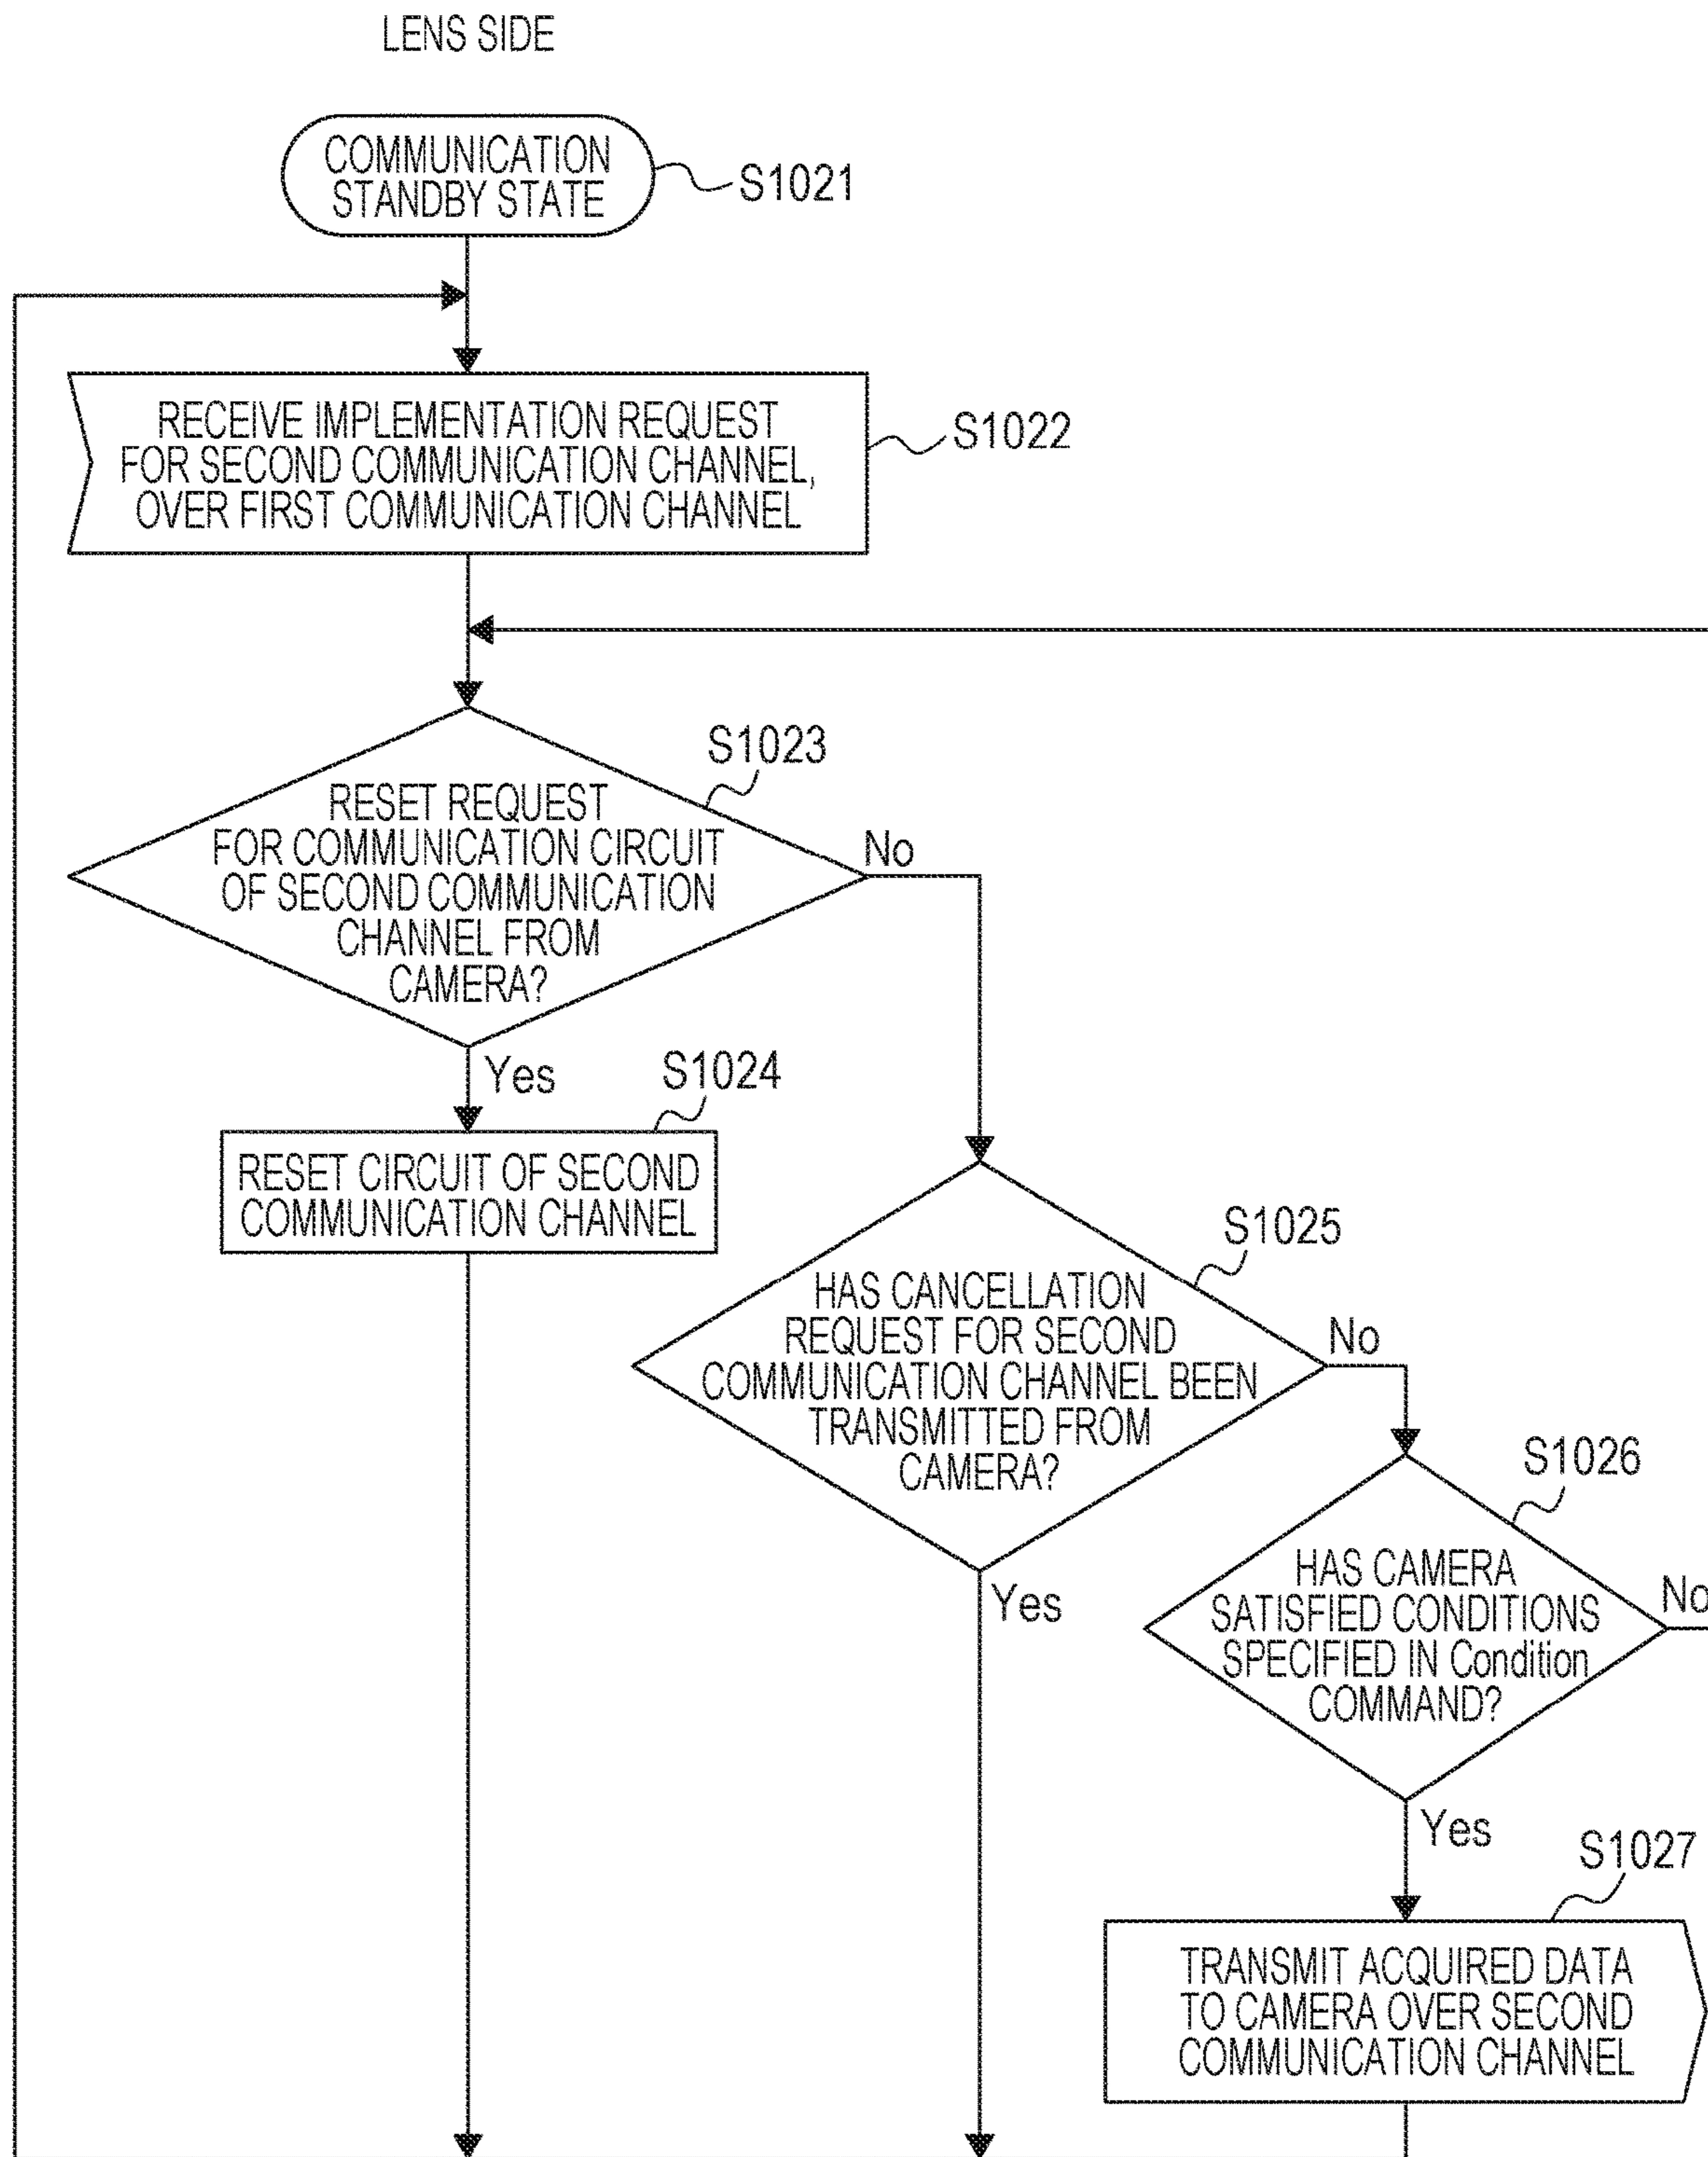 LENS SIDE
COMMUNICATION
STANDBY STATE
S1021
RECEIVE IMPLEMENTATION REQUEST
FOR SECOND COMMUNICATION CHANNEL,
OVER FIRST COMMUNICATION CHANNEL
S1022
S1023
RESET REQUEST
FOR COMMUNICATION CIRCUIT
OF SECOND COMMUNICATION
CHANNEL FROM
CAMERA?
No
Yes
S1024
RESET CIRCUIT OF SECOND
COMMUNICATION CHANNEL
S1025
HAS CANCELLATION
REQUEST FOR SECOND
COMMUNICATION CHANNEL BEEN
TRANSMITTED FROM
CAMERA?
No
Yes
S1026
HAS CAMERA
SATISFIED CONDITIONS
SPECIFIED IN Condition
COMMAND?
No
Yes
S1027
TRANSMIT ACQUIRED DATA
TO CAMERA OVER SECOND
COMMUNICATION CHANNEL